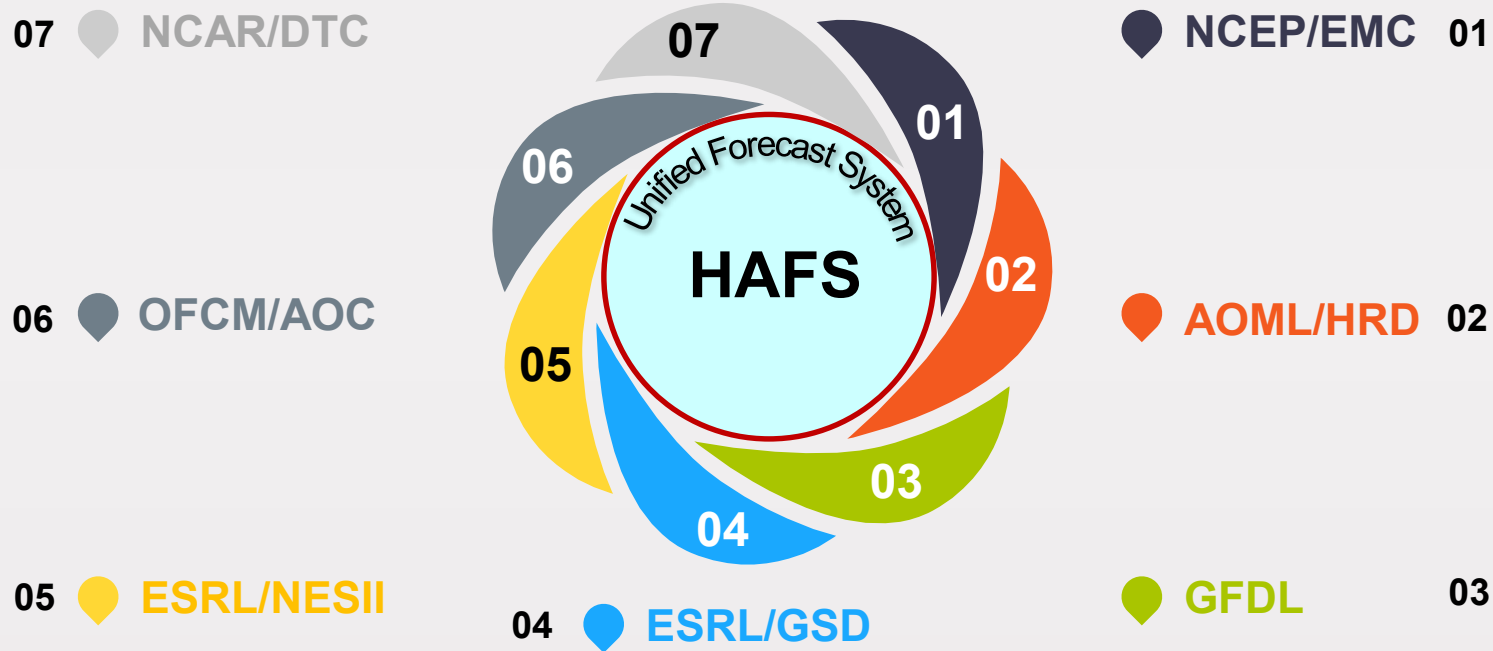 07 NCAR/DTC
NCEP/EMC 01
07
01
06
Unified Forecast System
HAFS
02
06 OFCM/AOC
AOML/HRD 02
05
03
04
05 ESRL/NESII
04 ESRL/GSD
GFDL 03